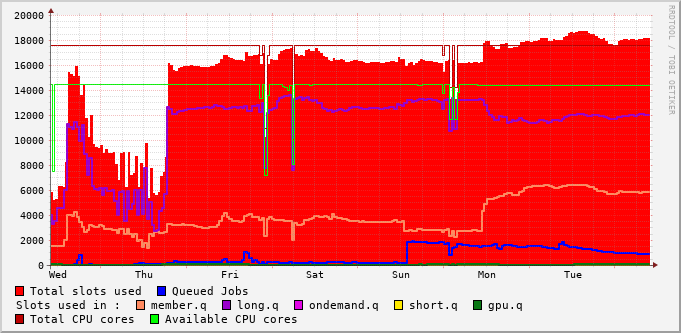 RRDTOOL / TOBI OETIKER
20000
18000
16000
14000
12000
10000
8000
6000
4000
2000
0
Wed Thu Fri Sat Sun Mon Tue
Total slots used Queued Jobs
Slots used in : member.q long.q ondemand.q short.q gpu.q
Total CPU cores Available CPU cores